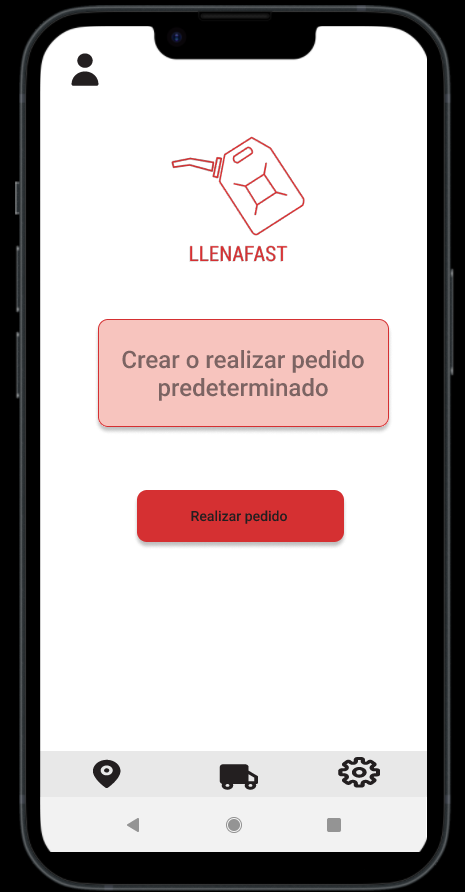 LLENAFAST
Crear o realizar pedido
predeterminado
Realizar pedido